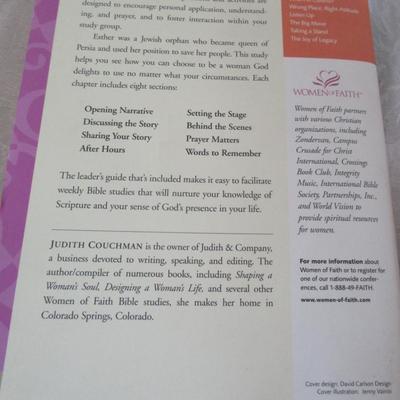 designed to encourage personal application, understand-
ing, and prayer, and to foster interaction within your
study group.
Esther was a Jewish orphan who became queen of
Persia and used her position to save her people. This study
helps you see how you can choose to be a woman God
delights to use no matter what your circumstances. Each
chapter includes eight sections:
Opening Narrative
Discussing the Story
Sharing Your Story
After Hours
Setting the Stage
Behind the Scenes
Prayer Matters
Words to Remember
The leader's guide that's included makes it easy to facilitate
weekly Bible studies that will nurture your knowledge of
Scripture and your sense of God's presence in your life.
JUDITH COUCHMAN is the owner of Judith & Company,
a business devoted to writing, speaking, and editing. The
author/compiler of numerous books, including Shaping a
Woman's Soul, Designing a Woman's Life, and several other
Women of Faith Bible studies, she makes her home in
Colorado Springs, Colorado.
Wrong Place, Right Attitude
Listen Up
The Big Move
Taking a Stand
The Joy of Legacy
WOMEN OF FAITH
Women of Faith partners
with various Christian
organizations, including
Zondervan, Campus
Crusade for Christ
International, Crossings
Book Club, Integrity
Music, International Bible
Society, Partnerships, Inc.,
and World Vision to
provide spiritual resources
for women.
For more information about
Women of Faith or to register for
one of our nationwide confer-
ences, call 1-888-49-FAITH.
www.women-of-faith.com
Cover design: David Carlson Design
Cover illustration: Jenny